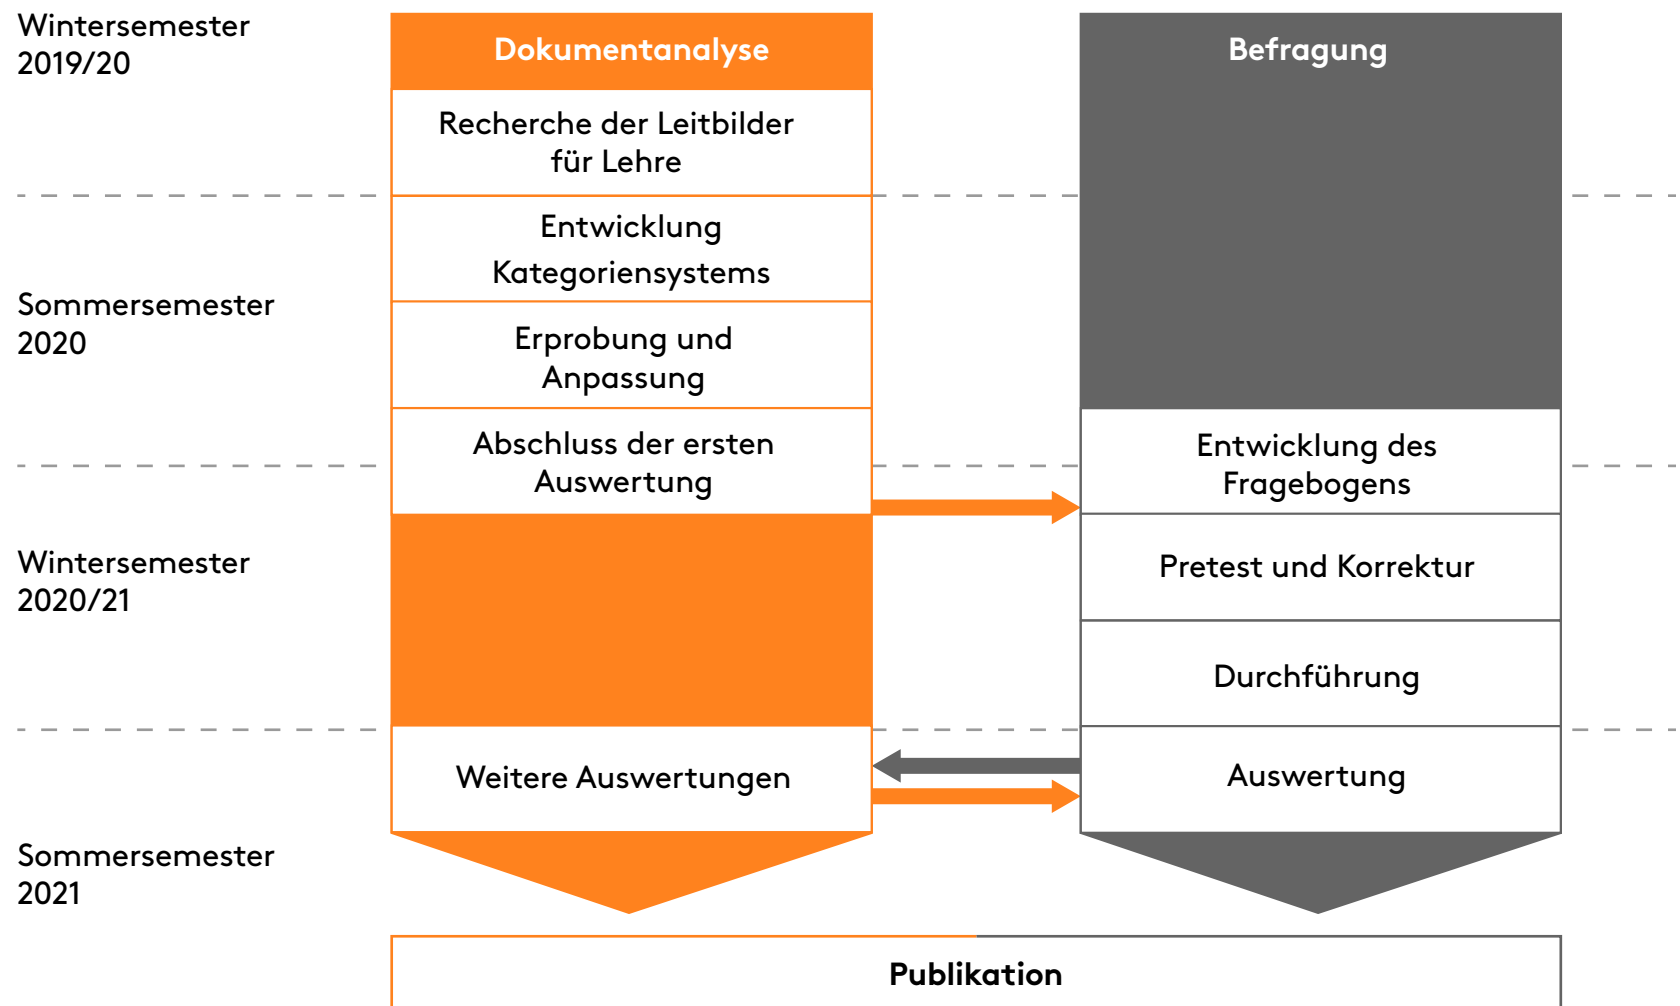 Wintersemester
2019/20
Dokumentanalyse
Befragung
Recherche der Leitbilder
für Lehre
Entwicklung
Kategoriensystems
Sommersemester
2020
Erprobung und
Anpassung
Abschluss der ersten
Auswertung
Entwicklung des
Fragebogens
Wintersemester
2020/21
Pretest und Korrektur
Durchführung
Weitere Auswertungen
Auswertung
Sommersemester
2021
Publikation